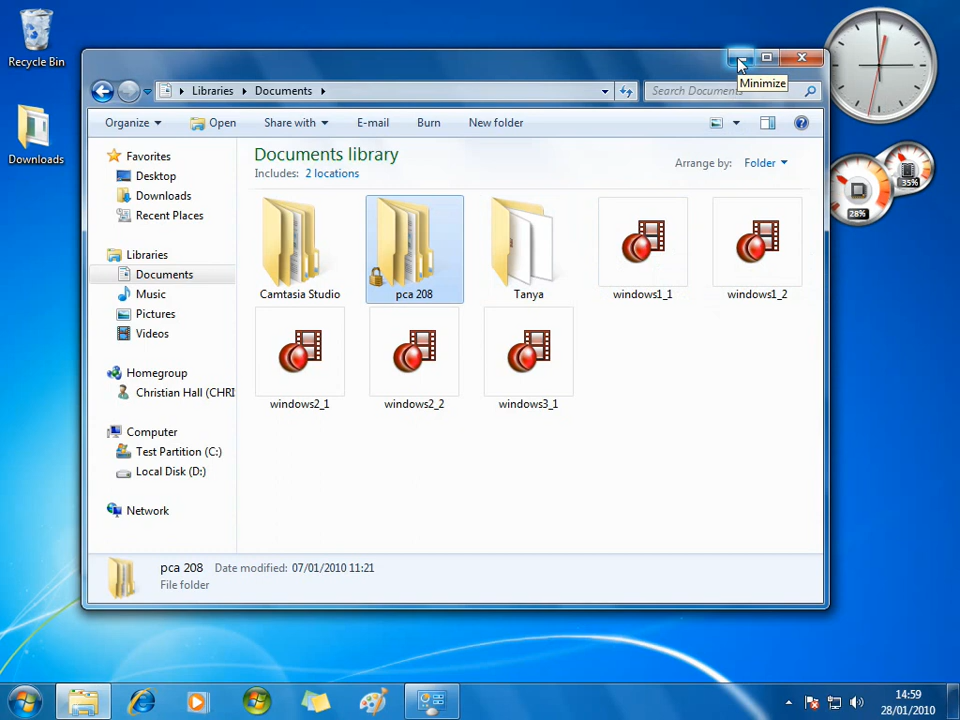 Recycle Bin
Downloads
Minimize
Libraries
Documents
Search Documents
Organize
Open
Share with
E-mail
Burn
New folder
Documents library
Includes: 2 locations
Arrange by: Folder
Favorites
Desktop
Downloads
Recent Places
Libraries
Documents
Music
Pictures
Videos
Homegroup
Christian Hall (CHRI
Computer
Test Partition (C:)
Local Disk (D:)
Network
Camtasia Studio
pca 208
Tanya
windows1_1
windows1_2
windows2_1
windows2_2
windows3_1
pca 208 Date modified: 07/01/2010 11:21
File folder
35%
28%
14:59
28/01/2010